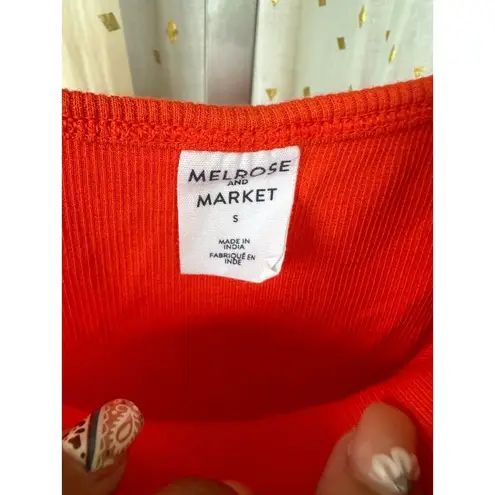 MELROSE
AND
MARKET
S
MADE IN
INDIA
FABRIQUÉ EN
INDE